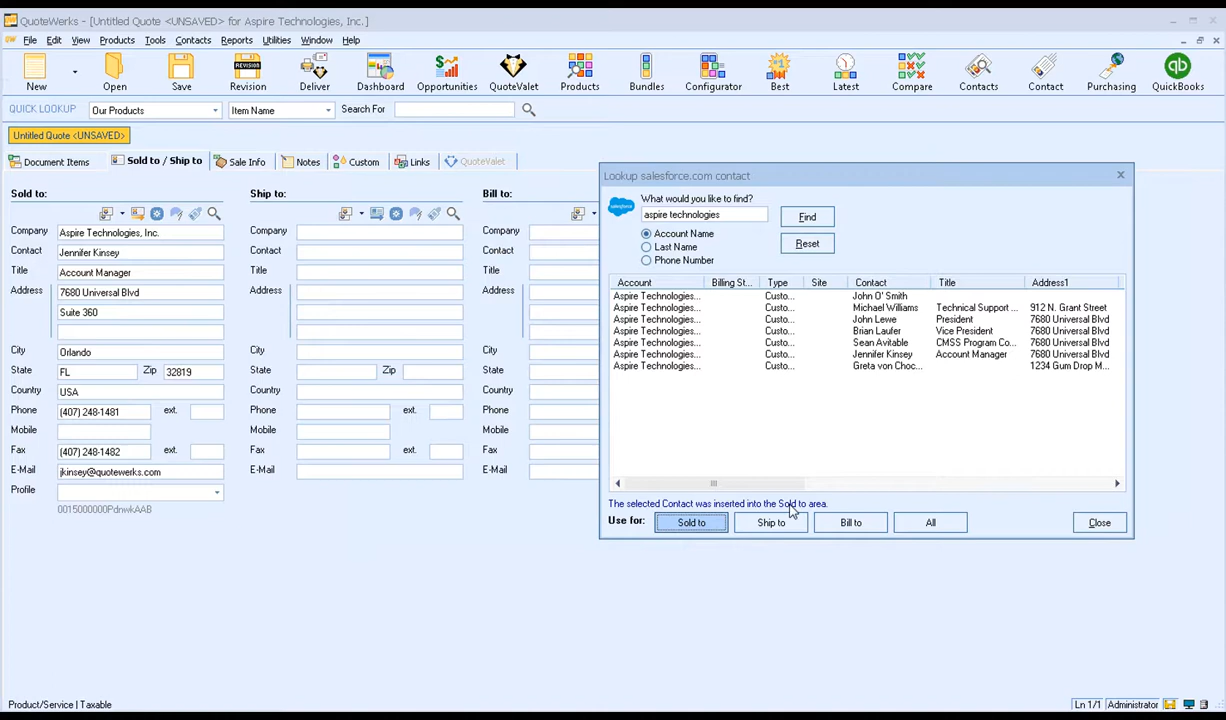 QuoteWerks - [Untitled Quote <UNSAVED> for Aspire Technologies, Inc. ]
File Edit View Products Tools Contacts Reports Utilities Window Help
New Open Save Revision Deliver Dashboard Opportunities QuoteValet Products Bundles Configurator Best Latest Compare Contacts Contact Purchasing QuickBooks
QUICK LOOKUP Our Products Item Name Search For
Untitled Quote <UNSAVED>
Document Items Sold to / Ship to Sale Info Notes Custom Links QuoteValet
Sold to:
Company Aspire Technologies, Inc.
Contact Jennifer Kinsey
Title Account Manager
Address 7680 Universal Blvd
Suite 360
City Orlando
State FL Zip 32819
Country USA
Phone (407) 248-1481 ext.
Mobile
Fax (407) 248-1482 ext.
E-Mail jkinsey@quotewerks.com
Profile
0015000000PdnwkAAB
Ship to:
Company
Contact
Title
Address
City
State Zip
Country
Phone ext.
Mobile
Fax ext.
E-Mail
Bill to:
Company
Contact
Title
Address
City
State
Country
Phone
Mobile
Fax
E-Mail
Lookup salesforce.com contact
salesforce
What would you like to find?
aspire technologies Find
Account Name
Last Name Reset
Phone Number
Account Billing St... Type Site Contact Title Address1
Aspire Technologies... Custo... John O' Smith
Aspire Technologies... Custo... Michael Williams Technical Support ... 912 N. Grant Street
Aspire Technologies... Custo... John Lewe President 7680 Universal Blvd
Aspire Technologies... Custo... Brian Laufer Vice President 7680 Universal Blvd
Aspire Technologies... Custo... Sean Avitable CMSS Program Co... 7680 Universal Blvd
Aspire Technologies... Custo... Jennifer Kinsey Account Manager 7680 Universal Blvd
Aspire Technologies... Custo... Greta von Choc... 1234 Gum Drop M...
The selected Contact was inserted into the Sold to area.
Use for: Sold to Ship to Bill to All Close
Product/Service | Taxable Ln 1/1 Administrator